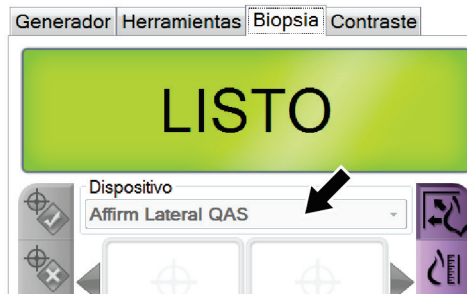 Generador Herramientas Biopsia Contraste
LISTO
Dispositivo
Affirm Lateral QAS